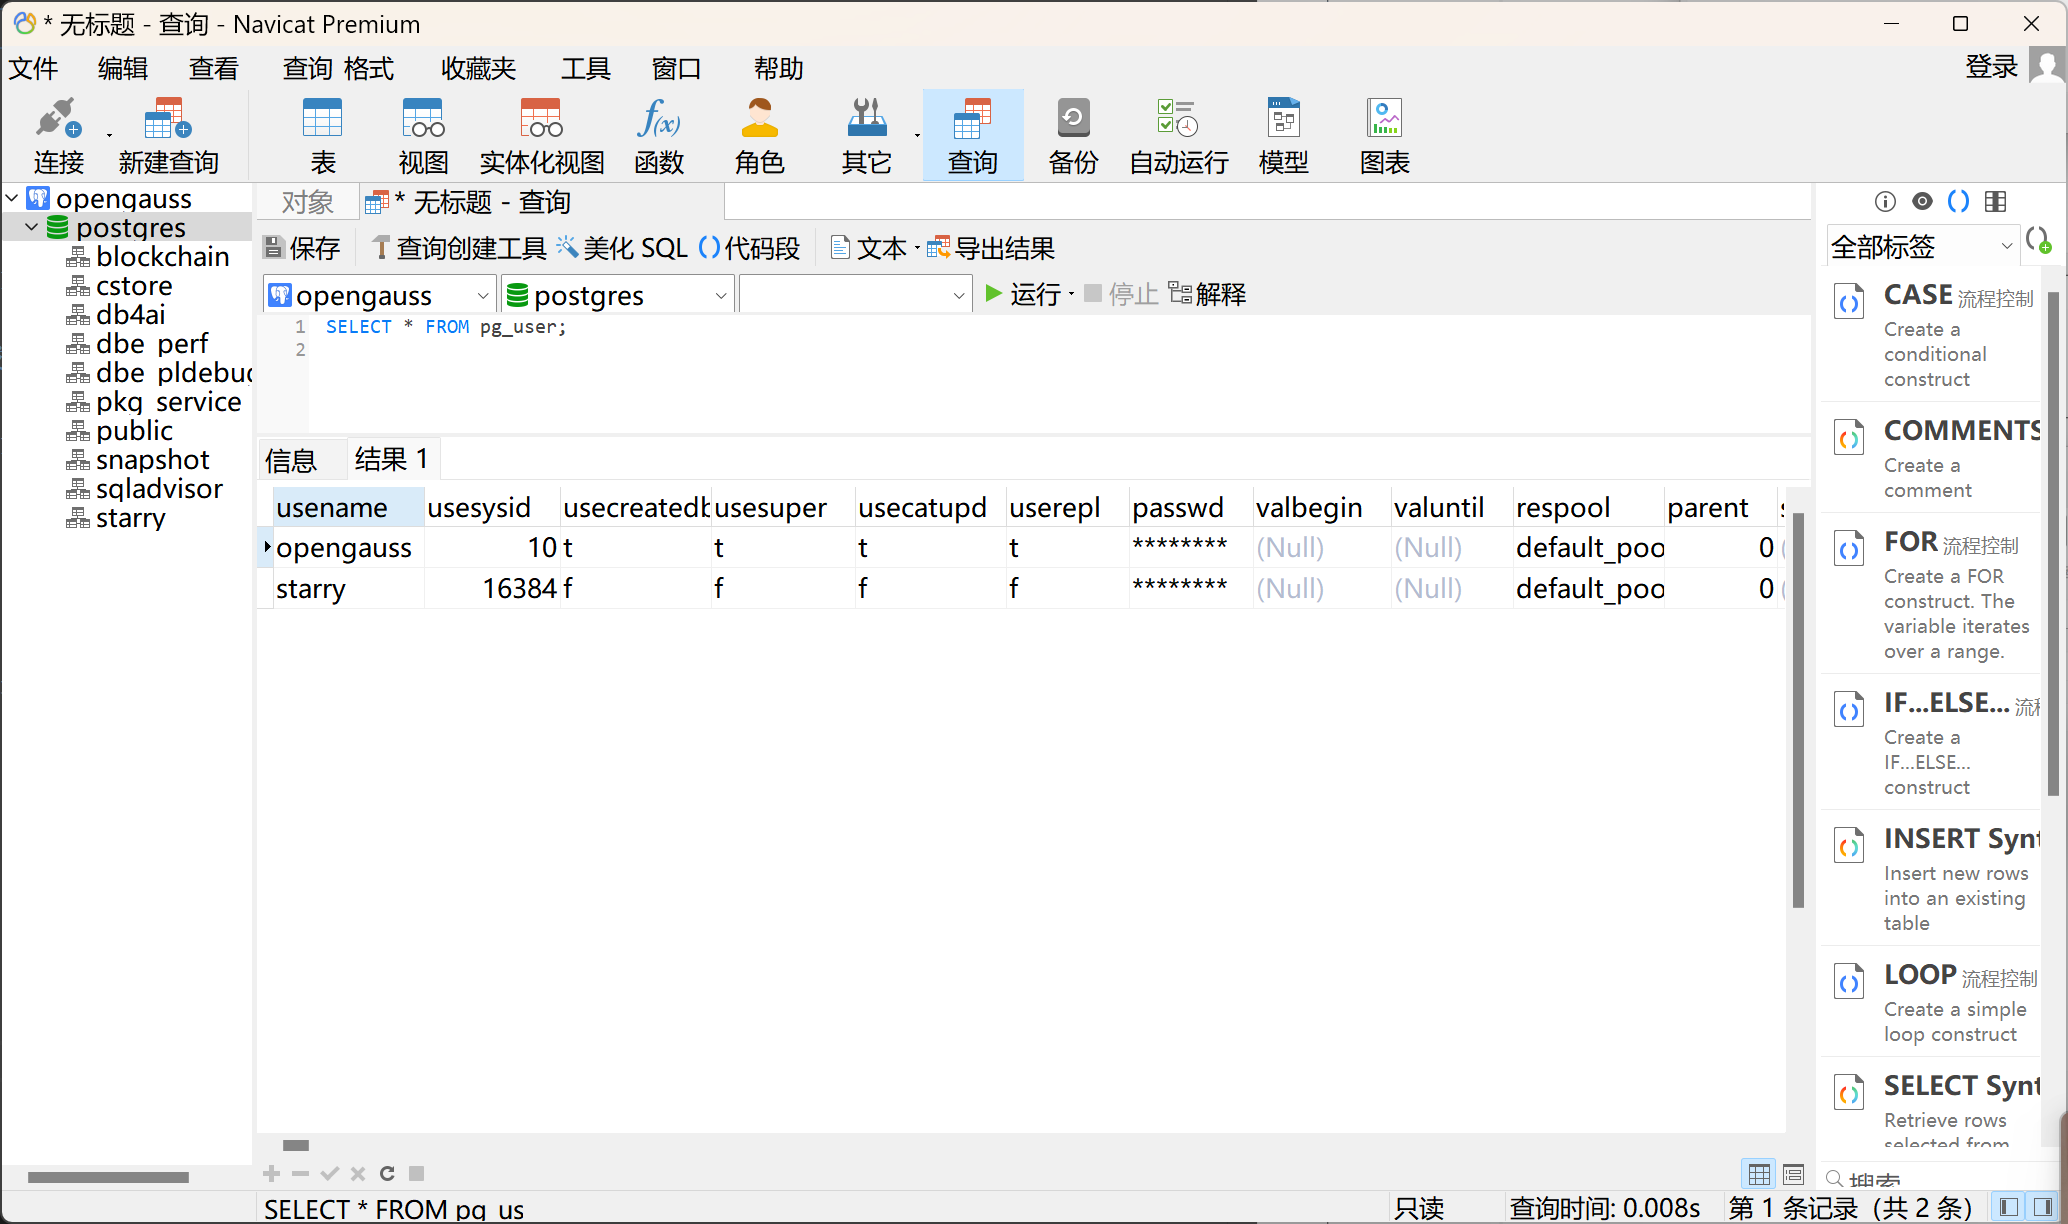 * 无标题 - 查询 - Navicat Premium
文件 编辑 查看 查询 格式 收藏夹 工具 窗口 帮助 登录
连接 新建查询 表 视图 实体化视图 函数 角色 其它 查询 备份 自动运行 模型 图表
opengauss
postgres
blockchain
cstore
db4ai
dbe_perf
dbe_pldebug
pkg_service
public
snapshot
sqladvisor
starry
对象 * 无标题 - 查询
保存 查询创建工具 美化 SQL 代码段 文本 导出结果
opengauss postgres 运行 停止 解释
1 SELECT * FROM pg_user;
2
信息 结果 1
usename usesysid usecreatedb usesuper usecatupd userepl passwd valbegin valuntil respool parent s
opengauss 10 t t t t ******** (Null) (Null) default_poo 0 (
starry 16384 f f f f ******** (Null) (Null) default_poo 0 (
全部标签
CASE 流程控制
Create a
conditional
construct
COMMENTS
Create a
comment
FOR 流程控制
Create a FOR
construct. The
variable iterates
over a range.
IF...ELSE... 流程
Create a
IF...ELSE...
construct
INSERT Synt
Insert new rows
into an existing
table
LOOP 流程控制
Create a simple
loop construct
SELECT Synt
Retrieve rows
selected from
搜索
SELECT * FROM pg_us 只读 查询时间: 0.008s 第 1 条记录 (共 2 条)